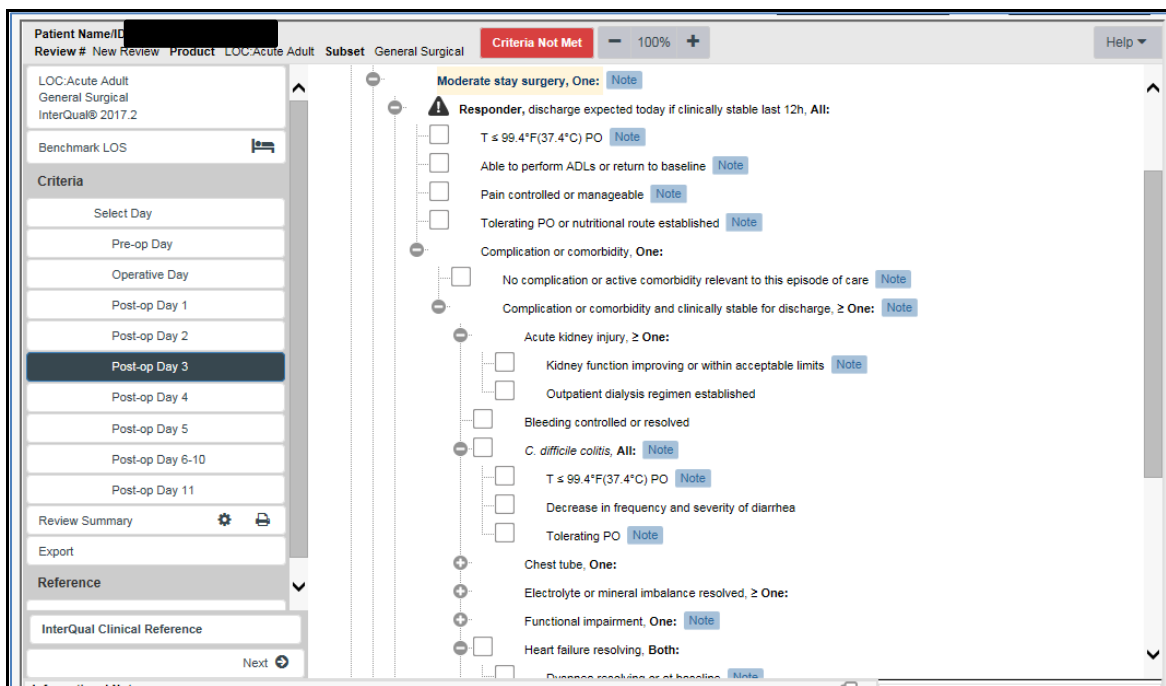 Patient Name/ID
Review # New Review Product LOC:Acute Adult Subset General Surgical
Criteria Not Met
100%
Help
LOC:Acute Adult
General Surgical
InterQual® 2017.2
Benchmark LOS
Criteria
Select Day
Pre-op Day
Operative Day
Post-op Day 1
Post-op Day 2
Post-op Day 3
Post-op Day 4
Post-op Day 5
Post-op Day 6-10
Post-op Day 11
Review Summary
Export
Reference
InterQual Clinical Reference
Next
Moderate stay surgery, One: Note
Responder, discharge expected today if clinically stable last 12h, All:
T ≤ 99.4°F(37.4°C) PO Note
Able to perform ADLs or return to baseline Note
Pain controlled or manageable Note
Tolerating PO or nutritional route established Note
Complication or comorbidity, One:
No complication or active comorbidity relevant to this episode of care Note
Complication or comorbidity and clinically stable for discharge, ≥ One: Note
Acute kidney injury, ≥ One:
Kidney function improving or within acceptable limits Note
Outpatient dialysis regimen established
Bleeding controlled or resolved
C. difficile colitis, All: Note
T ≤ 99.4°F(37.4°C) PO Note
Decrease in frequency and severity of diarrhea
Tolerating PO Note
Chest tube, One:
Electrolyte or mineral imbalance resolved, ≥ One:
Functional impairment, One: Note
Heart failure resolving, Both:
Dyspnea resolving or at baseline Note